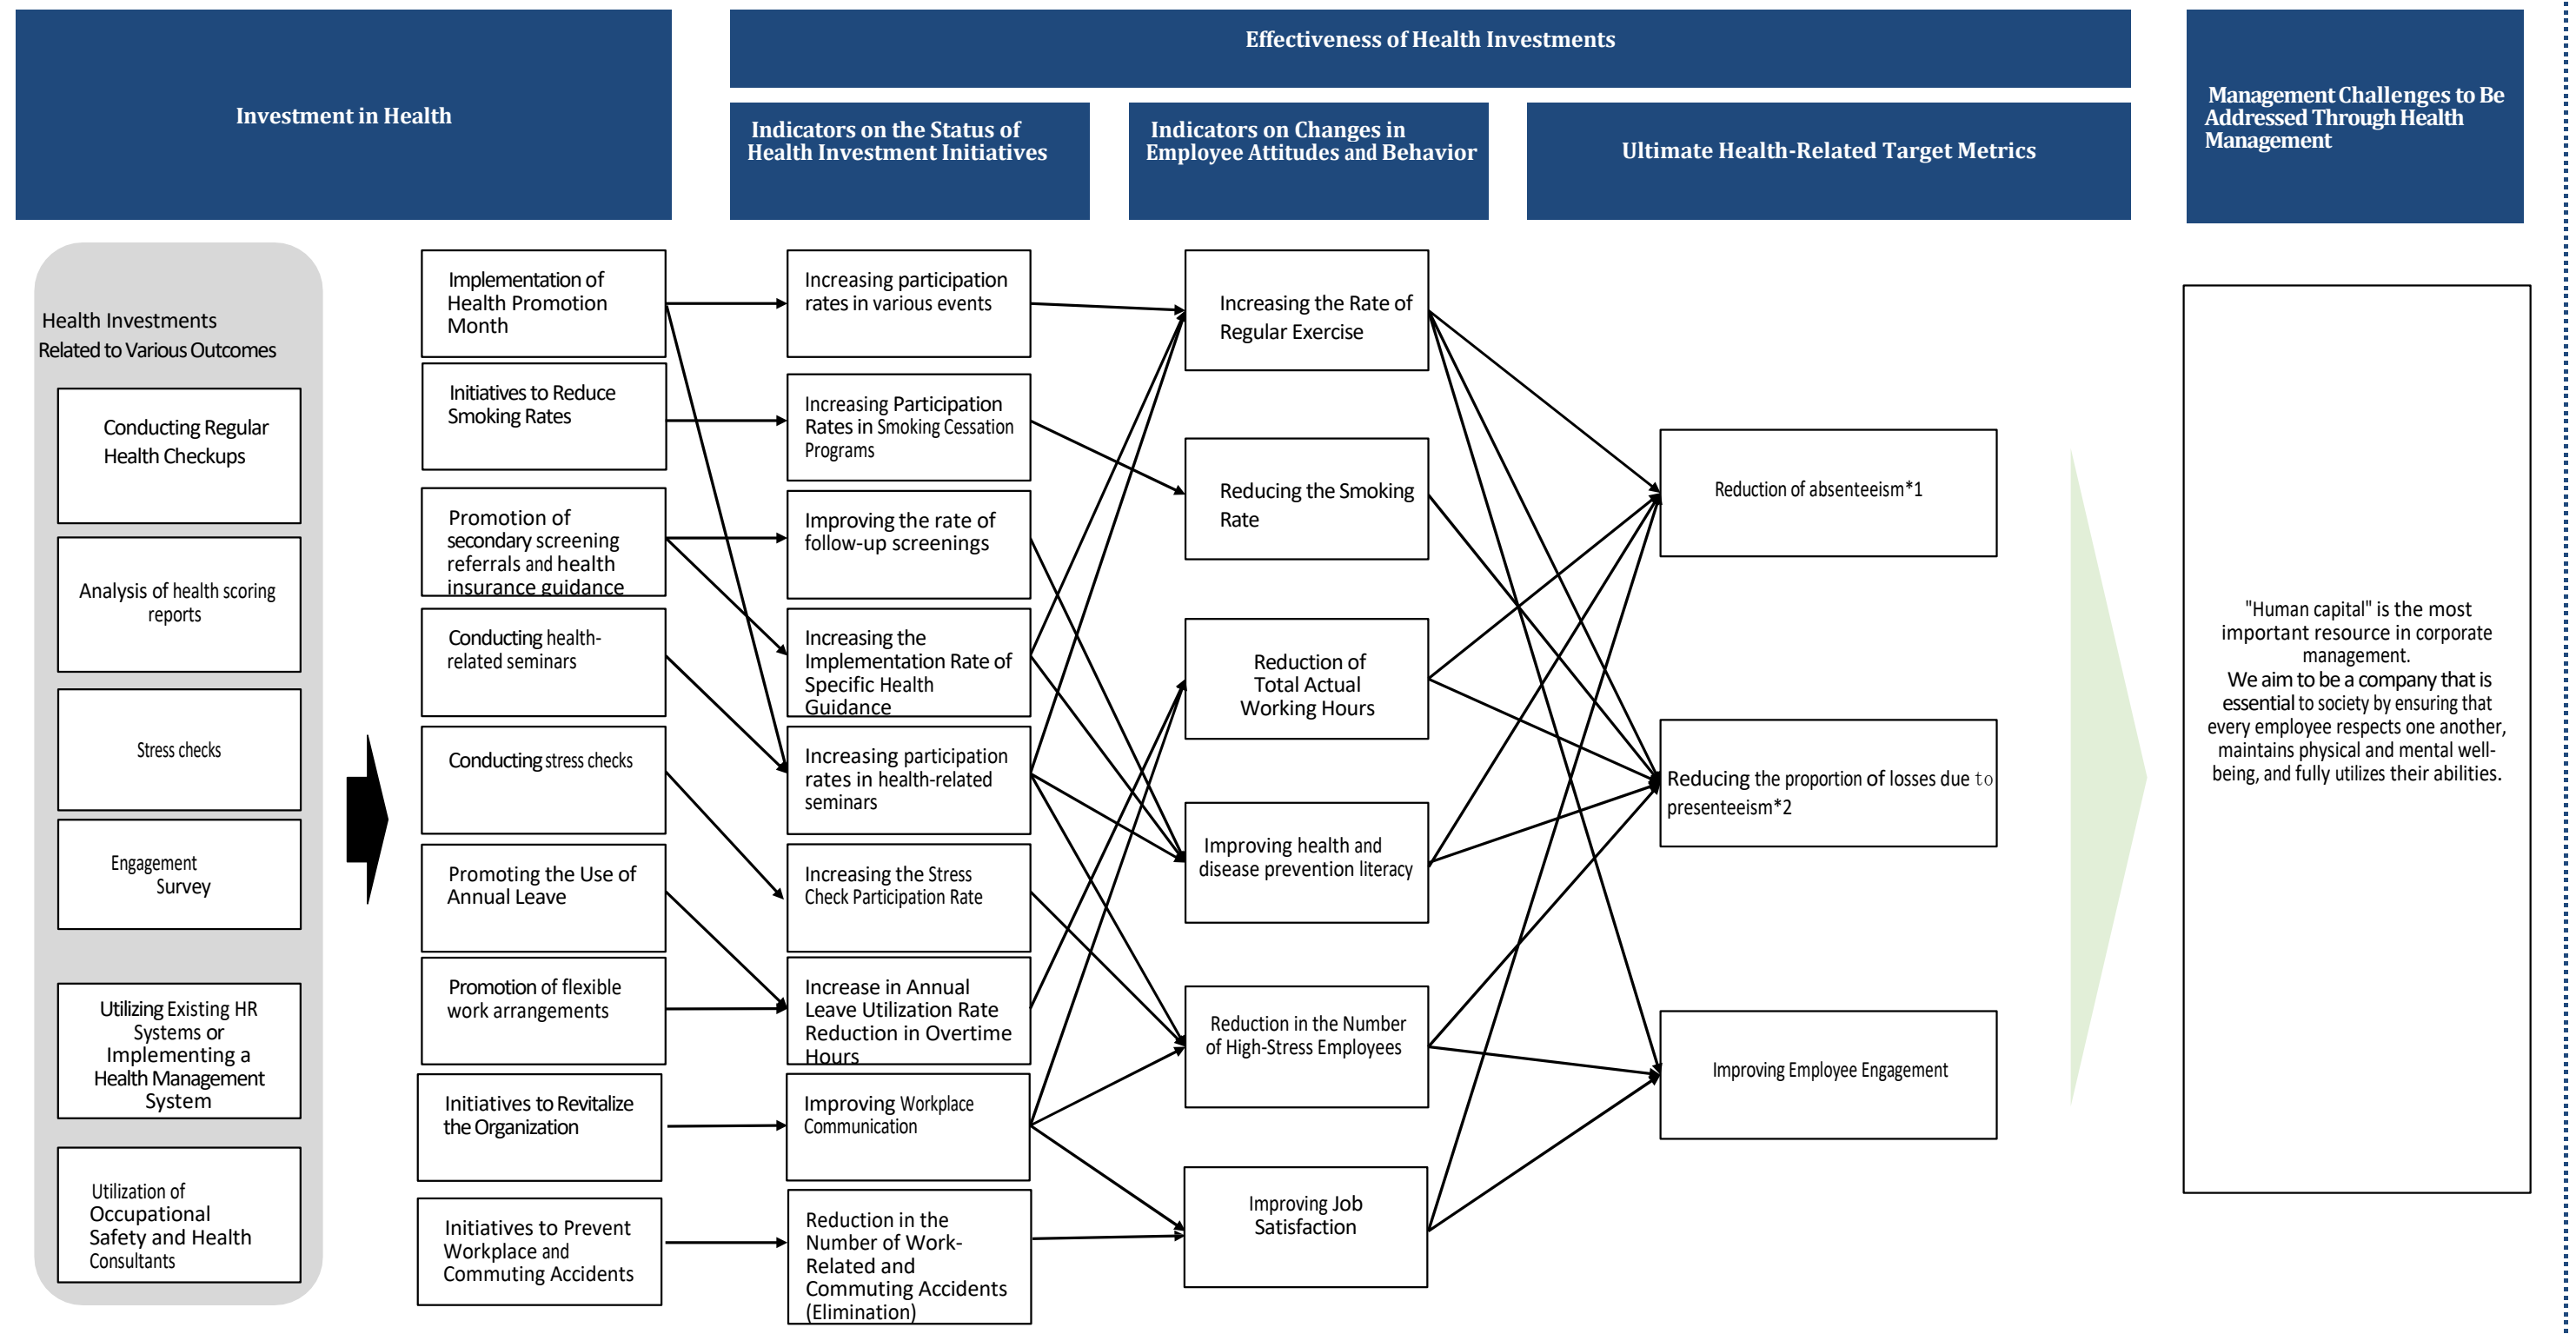 Investment in Health
Effectiveness of Health Investments
Indicators on the Status of
Health Investment Initiatives
Indicators on Changes in
Employee Attitudes and Behavior
Ultimate Health-Related Target Metrics
Management Challenges to Be
Addressed Through Health
Management
Health Investments
Related to Various Outcomes
Conducting Regular
Health Checkups
Analysis of health scoring
reports
Stress checks
Engagement
Survey
Utilizing Existing HR
Systems or
Implementing a
Health Management
System
Utilization of
Occupational
Safety and Health
Consultants
Implementation of
Health Promotion
Month
Initiatives to Reduce
Smoking Rates
Promotion of
secondary screening
referrals and health
insurance guidance
Conducting health-
related seminars
Conducting stress checks
Promoting the Use of
Annual Leave
Promotion of flexible
work arrangements
Initiatives to Revitalize
the Organization
Initiatives to Prevent
Workplace and
Commuting Accidents
Increasing participation
rates in various events
Increasing Participation
Rates in Smoking Cessation
Programs
Improving the rate of
follow-up screenings
Increasing the
Implementation Rate of
Specific Health
Guidance
Increasing participation
rates in health-related
seminars
Increasing the Stress
Check Participation Rate
Increase in Annual
Leave Utilization Rate
Reduction in Overtime
Hours
Improving Workplace
Communication
Reduction in the
Number of Work-
Related and
Commuting Accidents
(Elimination)
Increasing the Rate of
Regular Exercise
Reducing the Smoking
Rate
Reduction of
Total Actual
Working Hours
Improving health and
disease prevention literacy
Reduction in the Number
of High-Stress Employees
Improving Job
Satisfaction
Reduction of absenteeism*1
Reducing the proportion of losses due to
presenteeism*2
Improving Employee Engagement
"Human capital" is the most
important resource in corporate
management.
We aim to be a company that is
essential to society by ensuring that
every employee respects one another,
maintains physical and mental well-
being, and fully utilizes their abilities.